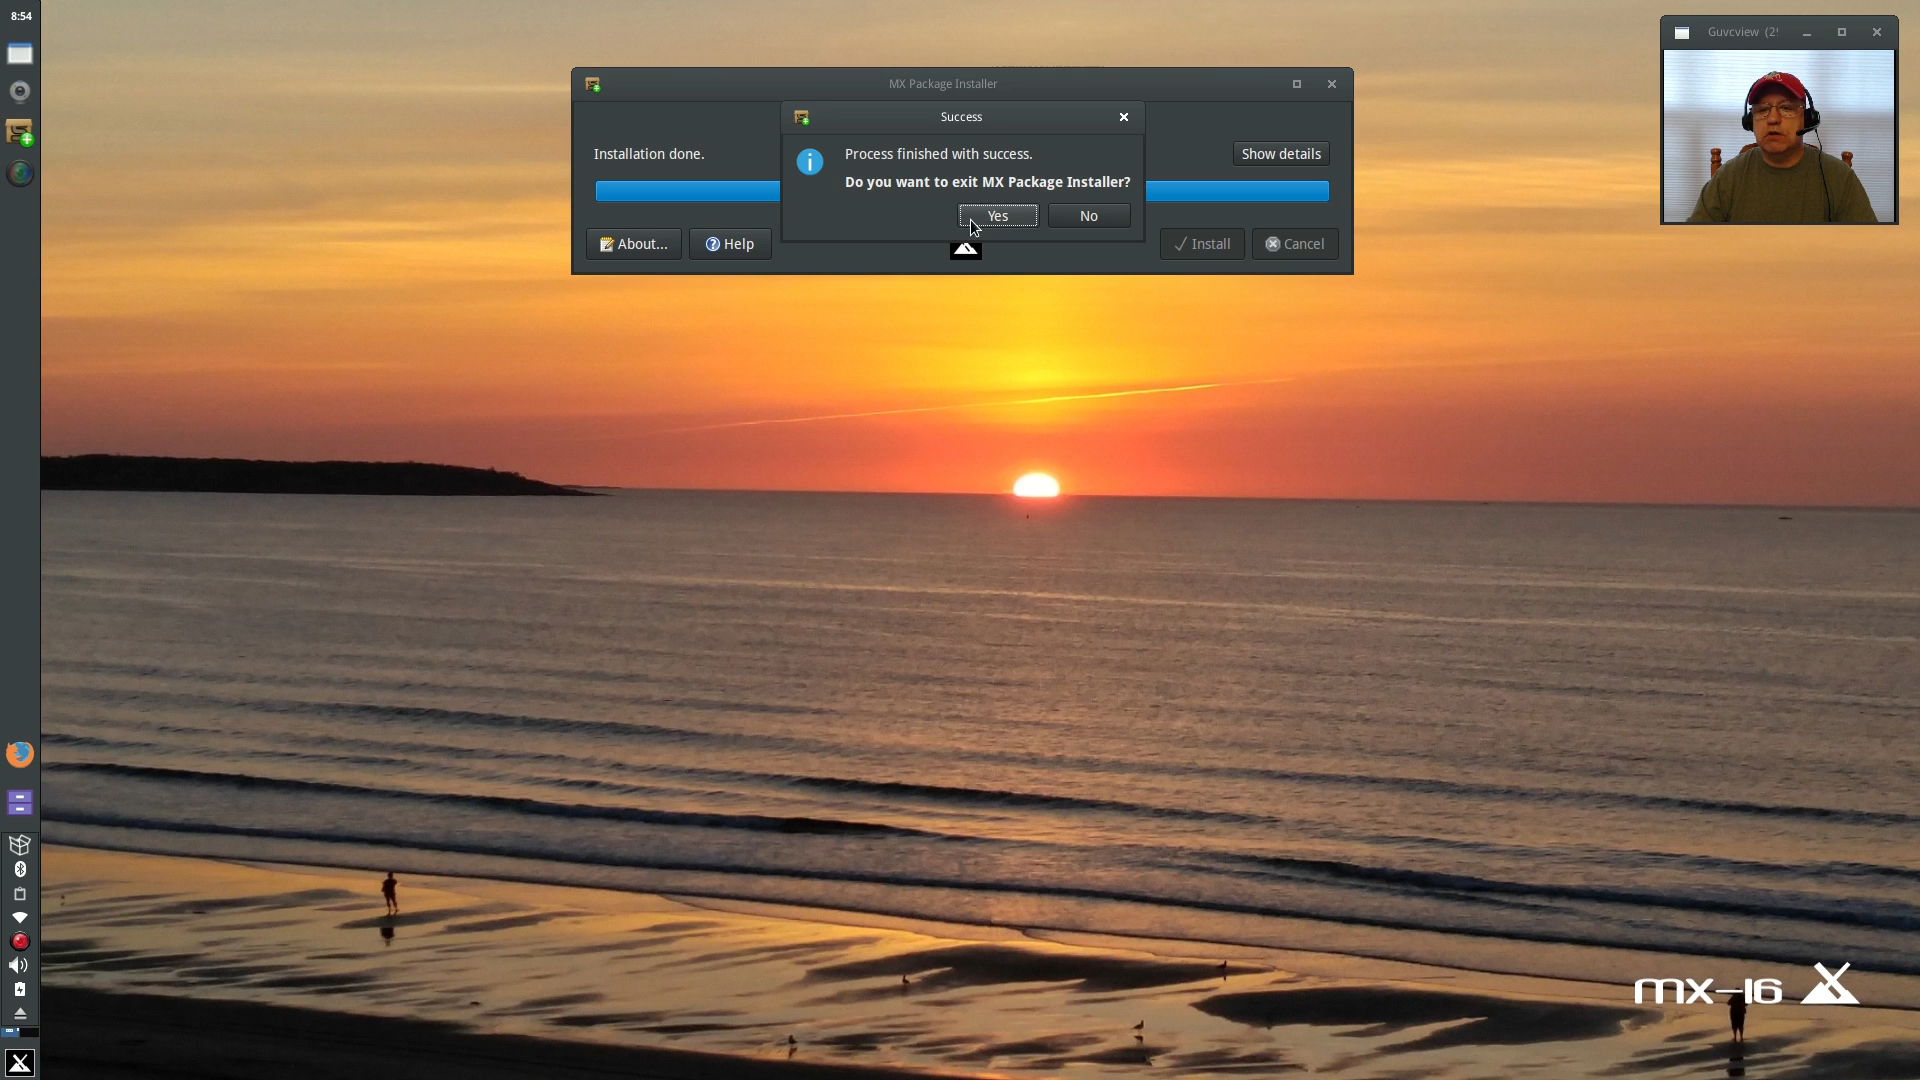 8:54
Guvcview (2!
MX Package Installer
Success
Installation done.
Process finished with success.
Show details
Do you want to exit MX Package Installer?
Yes
No
About...
Help
Install
Cancel
mx-16